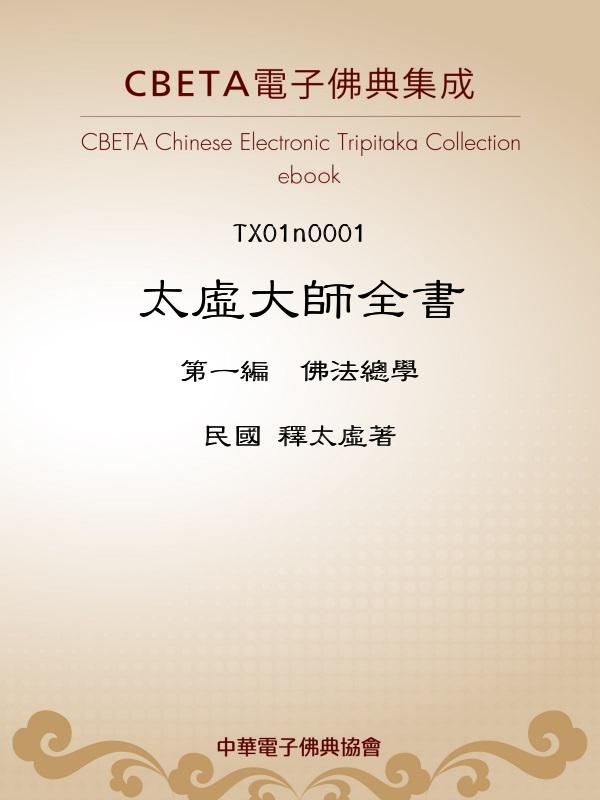 CBETA電子佛典集成
CBETA Chinese Electronic Tripitaka Collection
ebook
TX01n0001
太虛大師全書
第一編　佛法總學
民國 釋太虛著
中華電子佛典協會